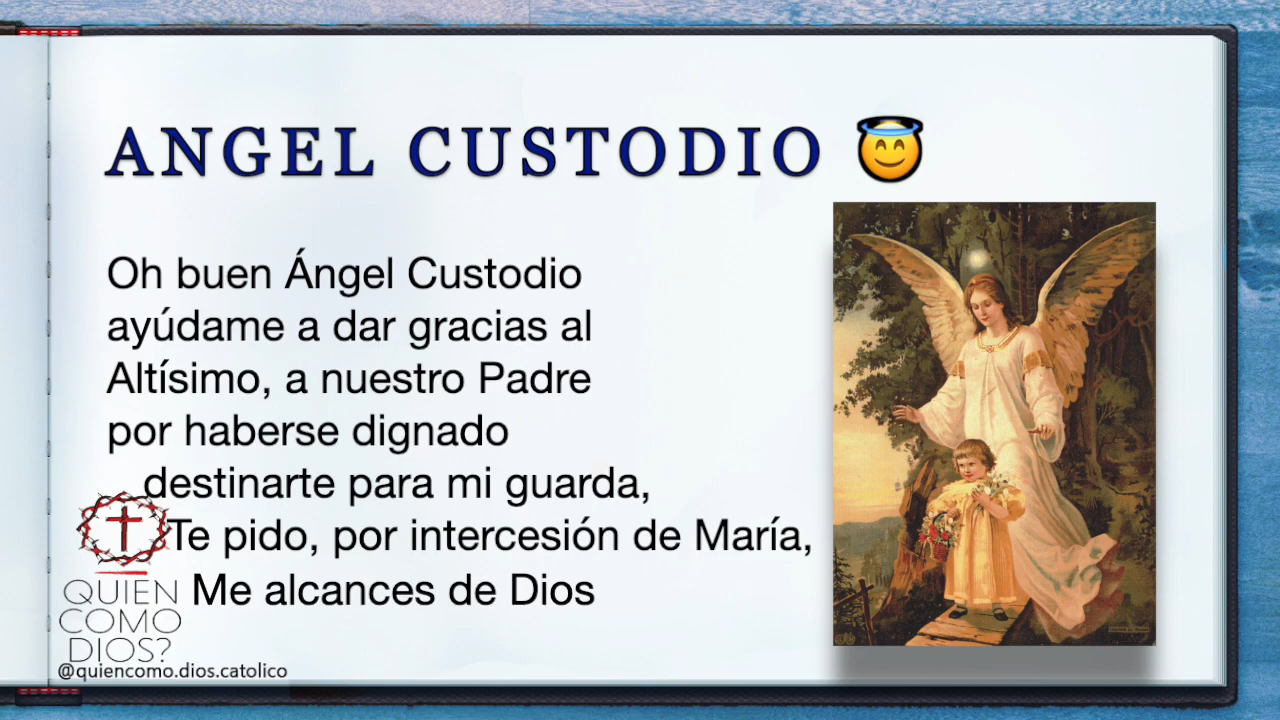 ANGEL CUSTODIO 😇
Oh buen Ángel Custodio
ayúdame a dar gracias al
Altísimo, a nuestro Padre
por haberse dignado
destinarte para mi guarda,
Te pido, por intercesión de María,
Me alcances de Dios
QUIEN
COMO
DIOS?
@quiencomo.dios.catolico